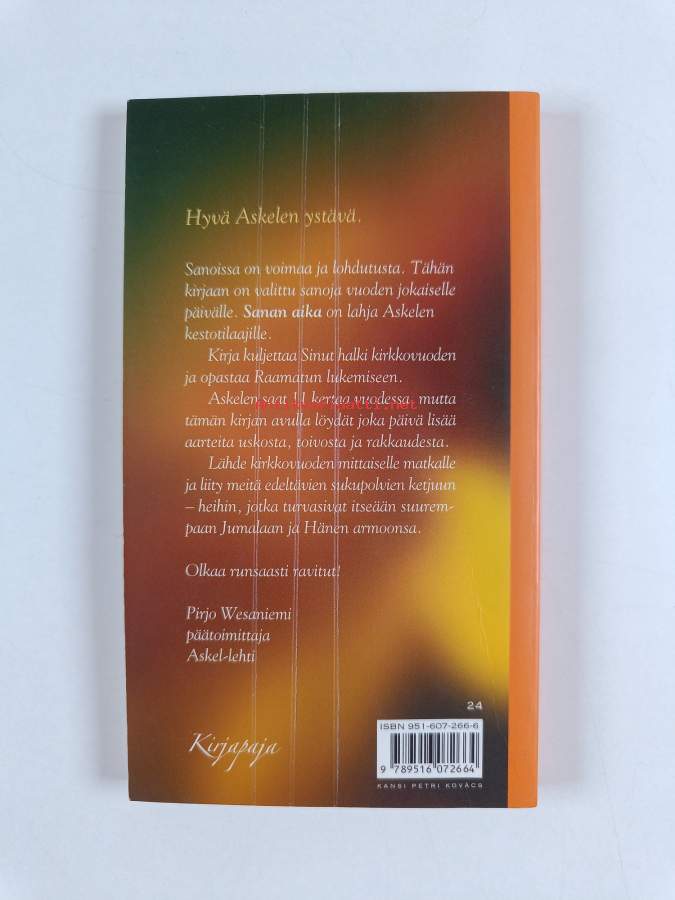 Hyvä Askelen ystävä.
Sanoissa on voimaa ja lohdutusta. Tähän
kirjaan on valittu sanoja vuoden jokaiselle
päivälle. Sanan aika on lahja Askelen
kestotilaajille.
Kirja kuljettaa Sinut halki kirkkovuoden
ja opastaa Raamatun lukemiseen.
Askelen saat 11 kertaa vuodessa, mutta
tämän kirjan avulla löydät joka päivä lisää
aarteita uskosta, toivosta ja rakkaudesta.
Lähde kirkkovuoden mittaiselle matkalle
ja liity meitä edeltävien sukupolvien ketjuun
– heihin, jotka turvasivat itseään suurem-
paan Jumalaan ja Hänen armoonsa.
Olkaa runsaasti ravitut!
Pirjo Wesaniemi
päätoimittaja
Askel-lehti
24
ISBN 951-607-266-6
Kirjapaja
9 789516 072664
KANSI PETRI KOVÁCS